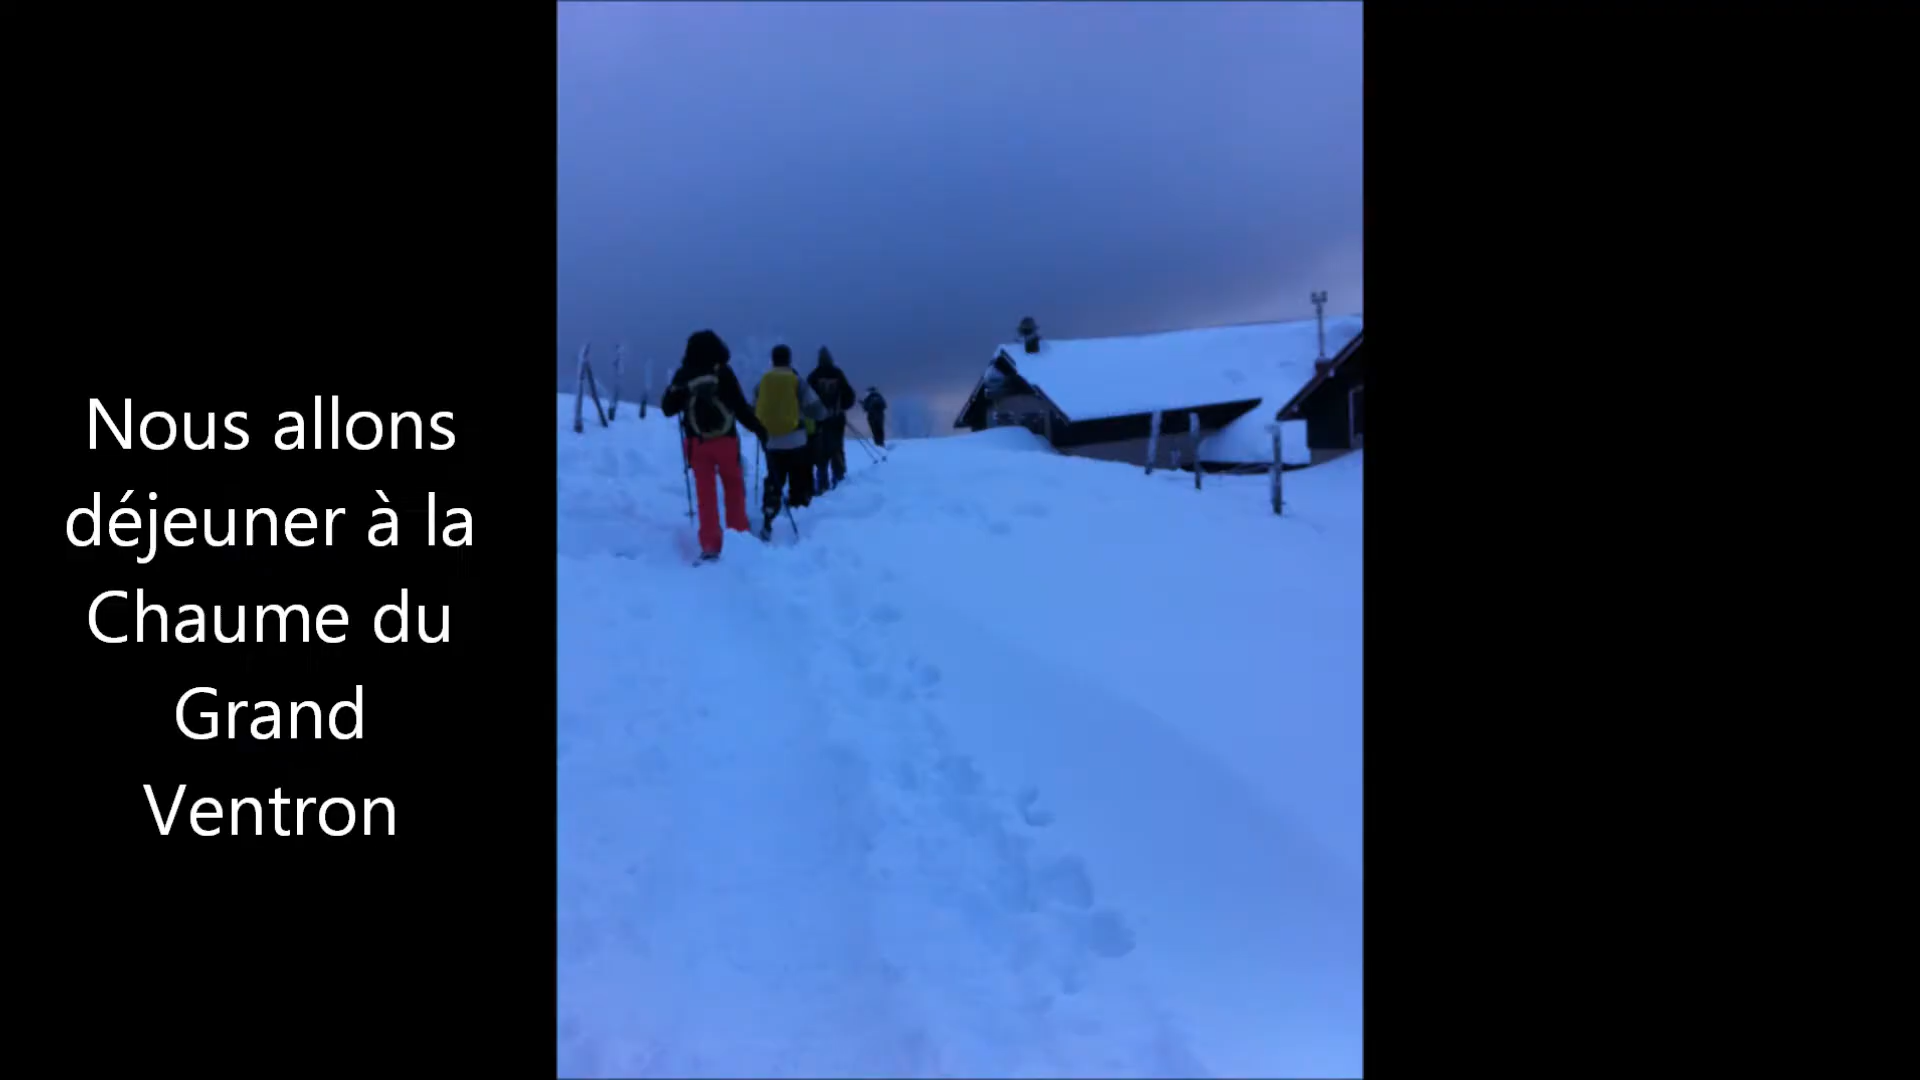 Nous allons
déjeuner à la
Chaume du
Grand
Ventron